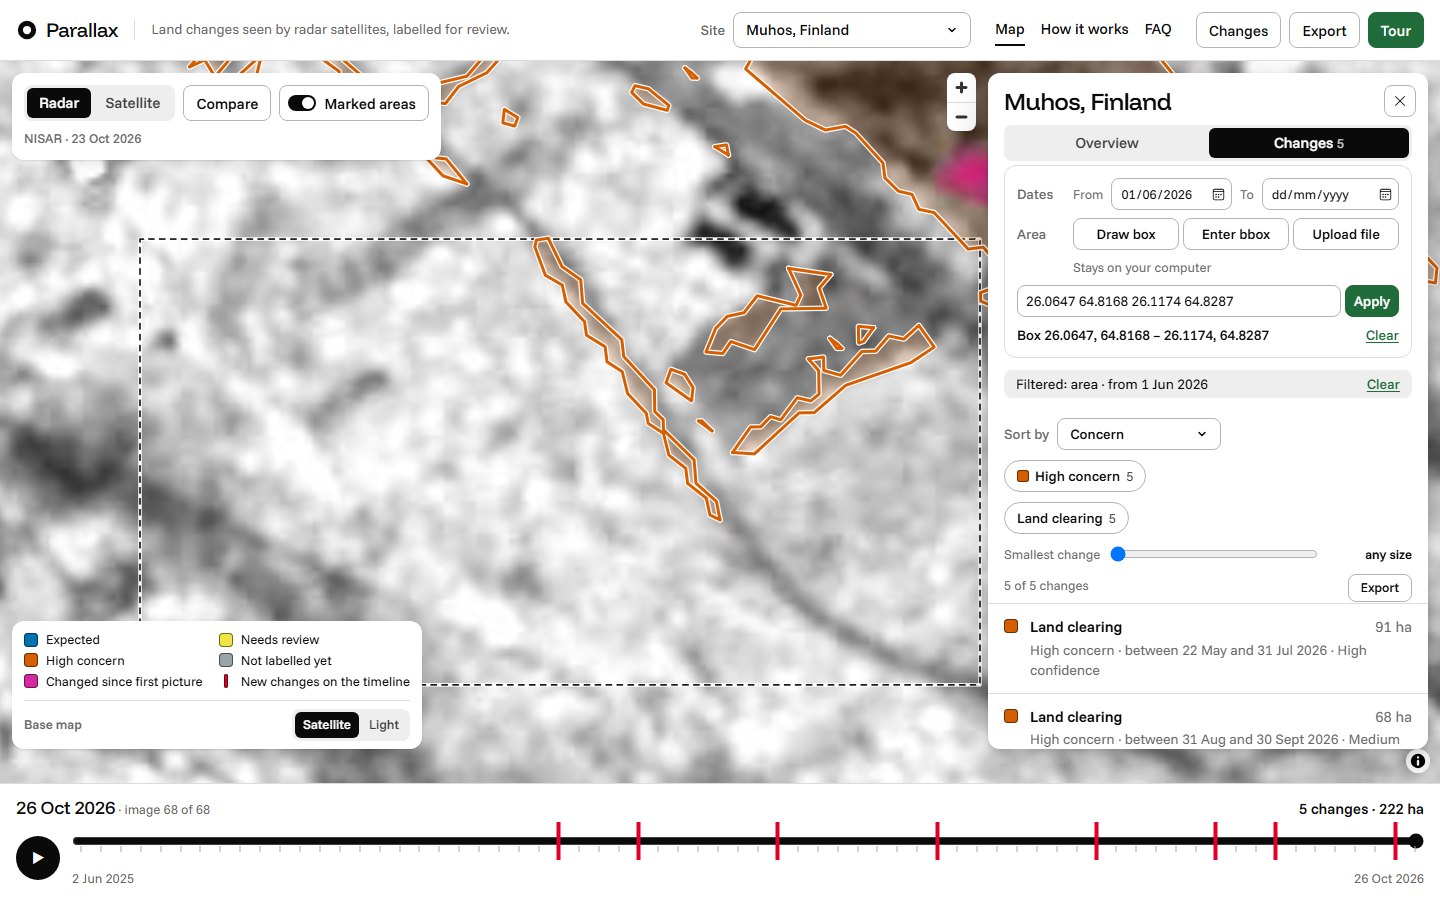 Parallax
Land changes seen by radar satellites, labelled for review.
Site
Muhos, Finland
Map
How it works
FAQ
Changes
Export
Tour
Radar
Satellite
Compare
Marked areas
NISAR · 23 Oct 2026
+
−
Muhos, Finland
Overview
Changes 5
Dates
From
01/06/2026
To
dd/mm/yyyy
Area
Draw box
Enter bbox
Upload file
Stays on your computer
26.0647 64.8168 26.1174 64.8287
Apply
Box 26.0647, 64.8168 – 26.1174, 64.8287
Clear
Filtered: area · from 1 Jun 2026
Clear
Sort by
Concern
High concern 5
Land clearing 5
Smallest change
any size
5 of 5 changes
Export
Land clearing
91 ha
High concern · between 22 May and 31 Jul 2026 · High
confidence
Land clearing
68 ha
High concern · between 31 Aug and 30 Sept 2026 · Medium
Expected
Needs review
High concern
Not labelled yet
Changed since first picture
New changes on the timeline
Base map
Satellite
Light
26 Oct 2026 · image 68 of 68
5 changes · 222 ha
2 Jun 2025
26 Oct 2026